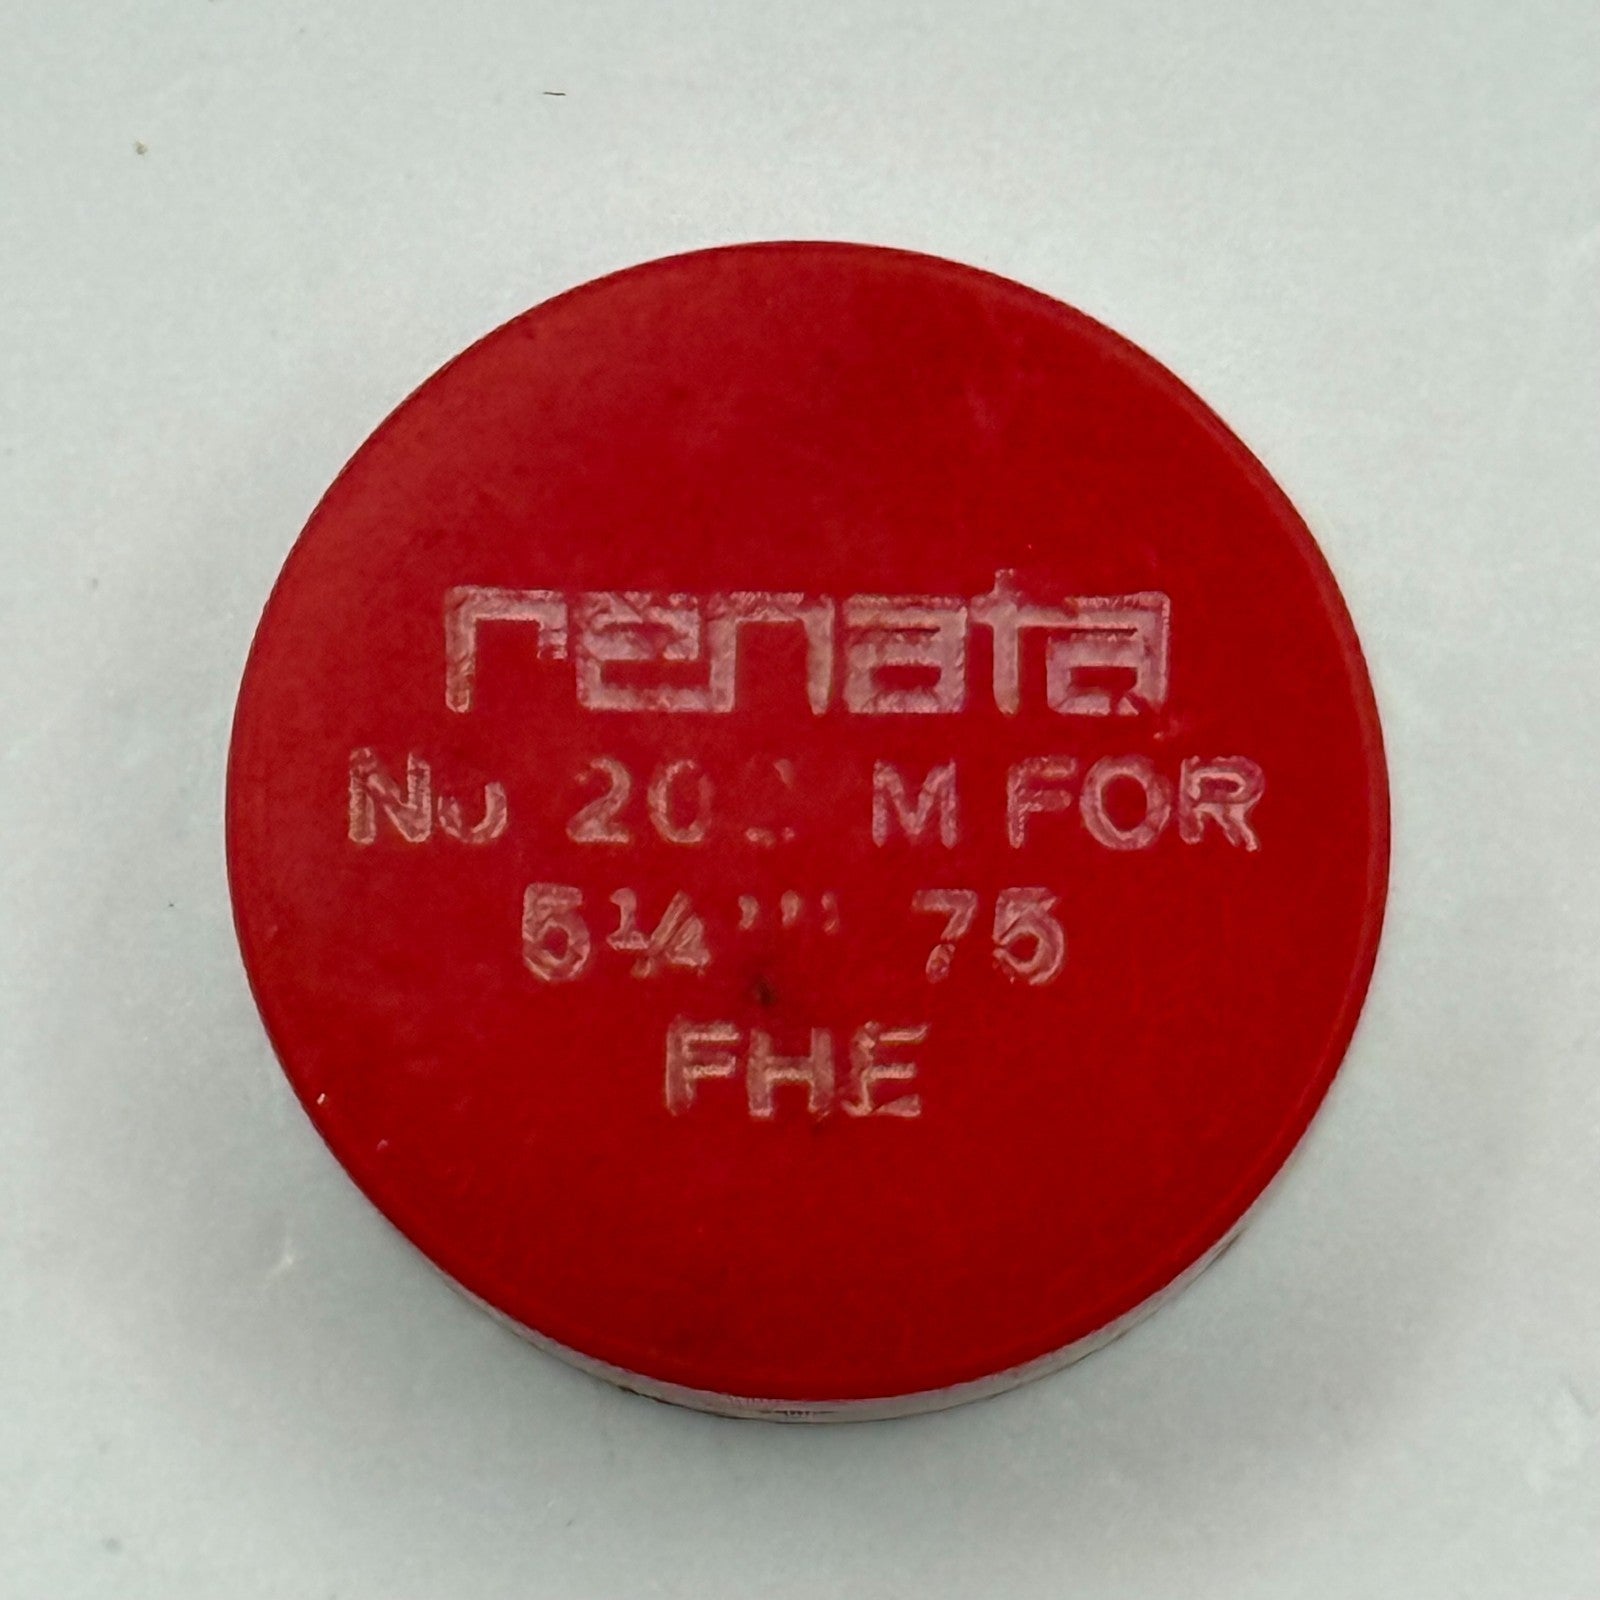 renata
No M FOR
5¼''' 75
FHE